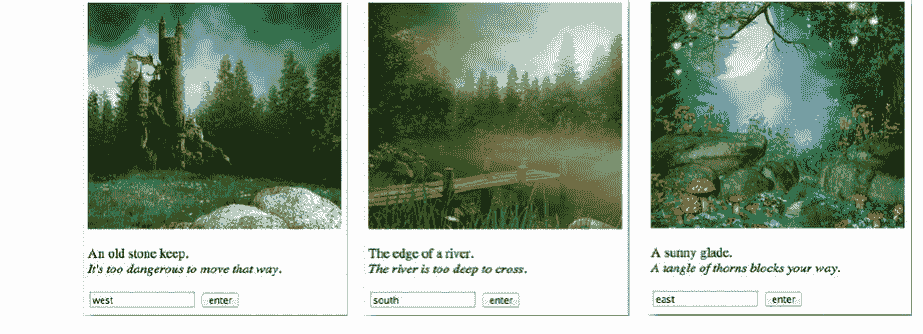 An old stone keep.
It's too dangerous to move that way.
west
enter
The edge of a river.
The river is too deep to cross.
south
enter
A sunny glade.
A tangle of thorns blocks your way.
east
enter